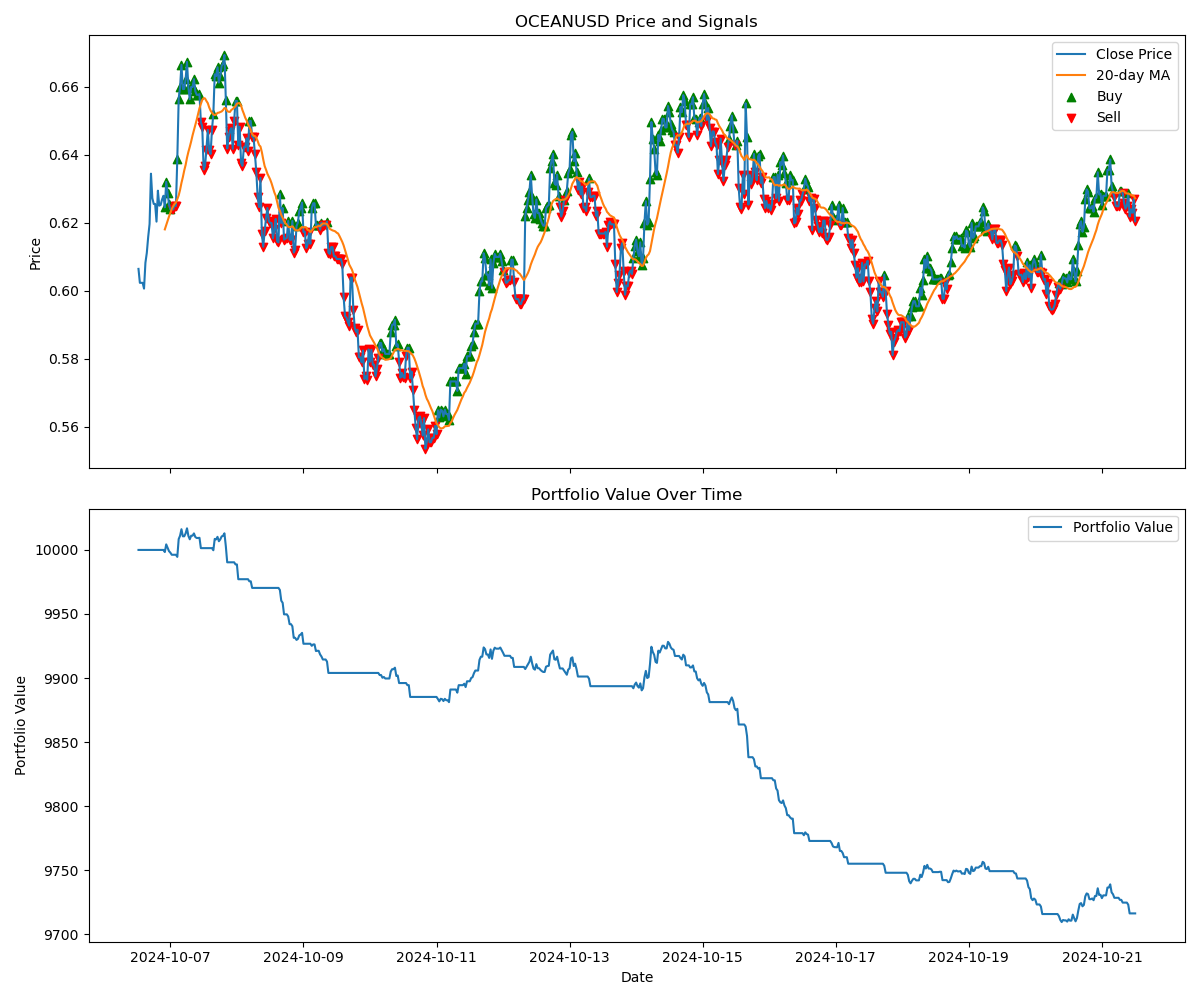 OCEANUSD Price and Signals
Price
0.66
0.64
0.62
0.60
0.58
0.56
Close Price
20-day MA
Buy
Sell
Portfolio Value Over Time
Portfolio Value
10000
9950
9900
9850
9800
9750
9700
Portfolio Value
2024-10-07
2024-10-09
2024-10-11
2024-10-13
2024-10-15
2024-10-17
2024-10-19
2024-10-21
Date